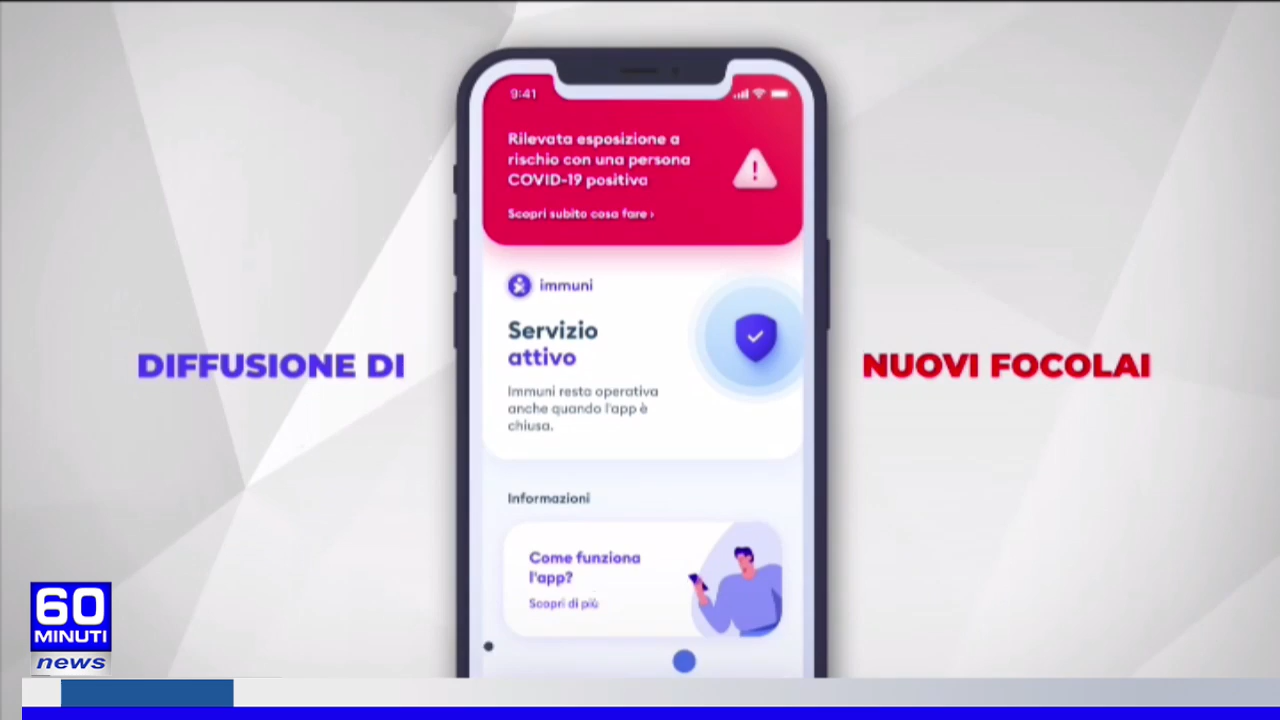 9:41
Rilevata esposizione a
rischio con una persona
COVID-19 positiva
Scopri subito cosa fare ›
immuni
Servizio
attivo
Immuni resta operativa
anche quando l'app è
chiusa.
DIFFUSIONE DI
NUOVI FOCOLAI
Informazioni
Come funziona
l'app?
Scopri di più
60
MINUTI
news